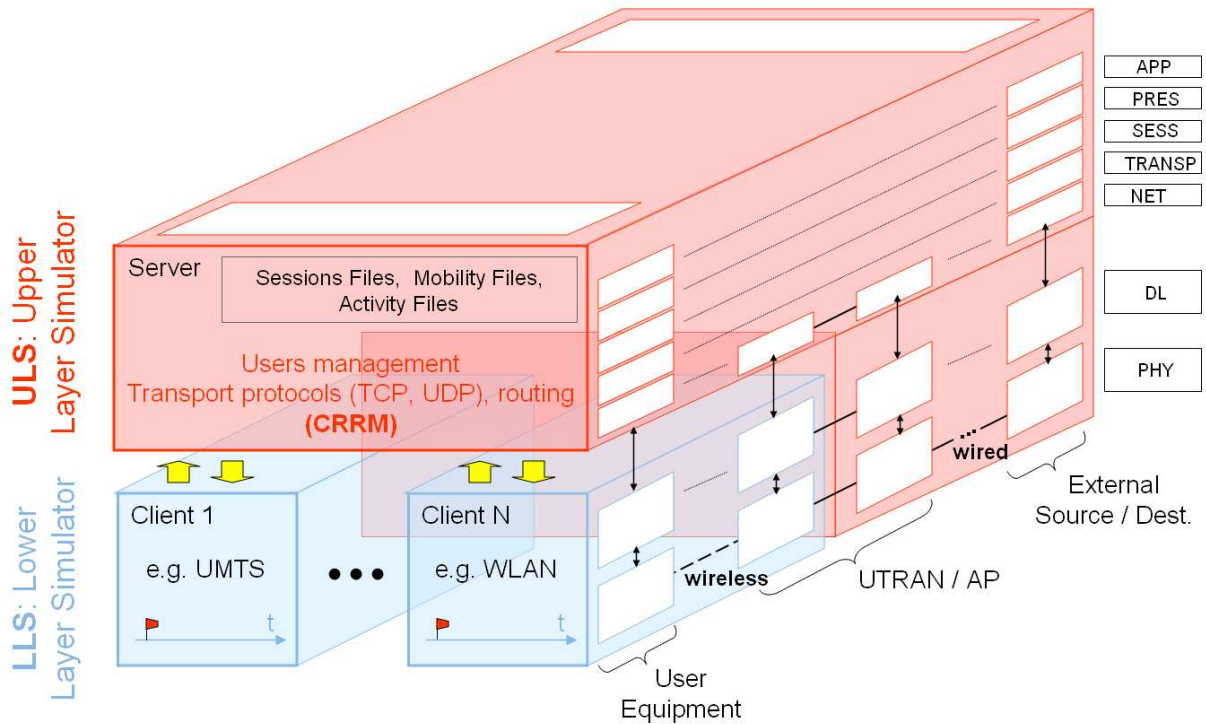 ULS: Upper
Layer Simulator
LLS: Lower
Layer Simulator
Server
Sessions Files, Mobility Files,
Activity Files
Users management
Transport protocols (TCP, UDP), routing
(CRRM)
Client 1
e.g. UMTS
t
Client N
e.g. WLAN
t
wireless
wired
User
Equipment
UTRAN / AP
External
Source / Dest.
APP
PRES
SESS
TRANSP
NET
DL
PHY